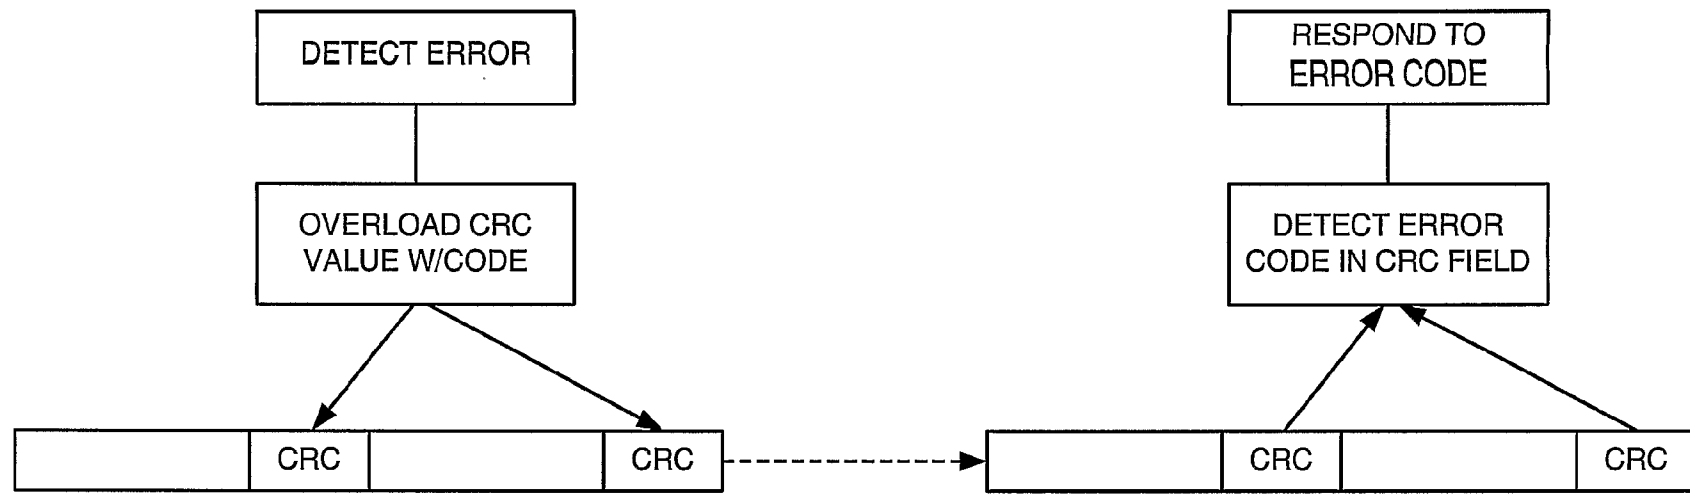 DETECT ERROR
OVERLOAD CRC
VALUE W/CODE
CRC
CRC
RESPOND TO
ERROR CODE
DETECT ERROR
CODE IN CRC FIELD
CRC
CRC